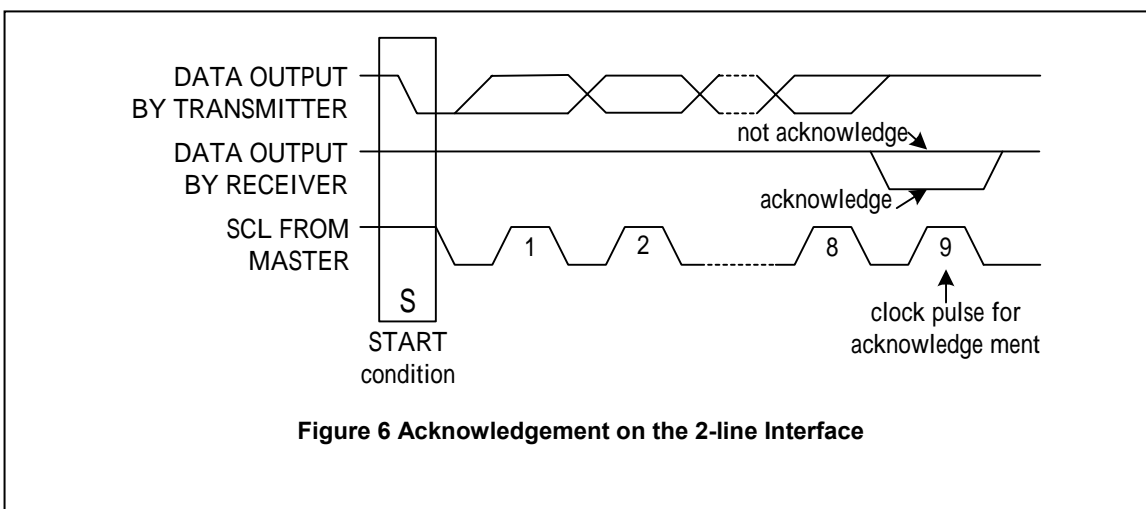 DATA OUTPUT
BY TRANSMITTER
not acknowledge
DATA OUTPUT
BY RECEIVER
acknowledge
SCL FROM
MASTER
1
2
8
9
S
START
condition
clock pulse for
acknowledge ment
Figure 6 Acknowledgement on the 2-line Interface